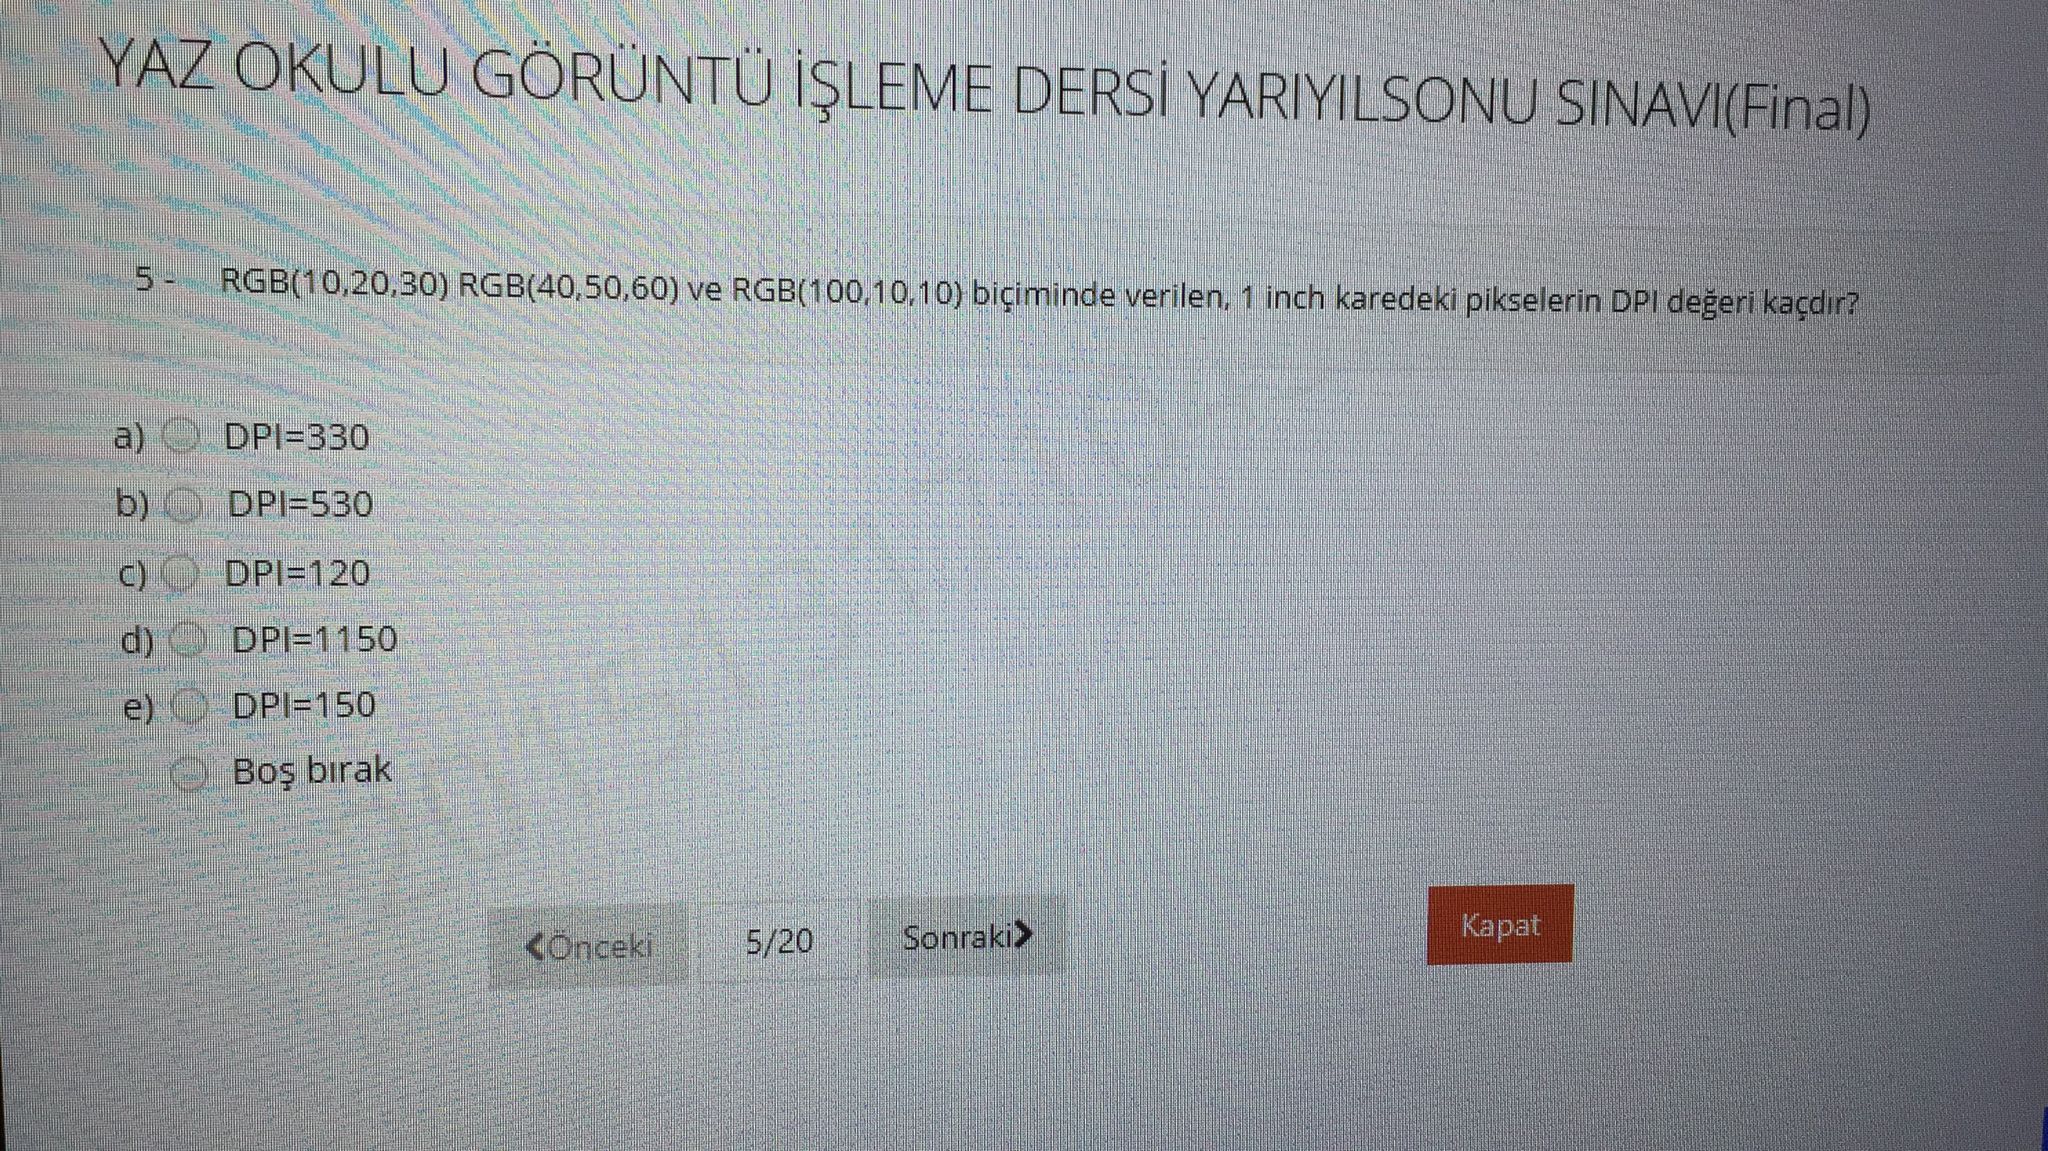 YAZ OKULU GÖRÜNTÜ İŞLEME DERSİ YARIYILSONU SINAVI(Final)
5 - RGB(10,20,30) RGB(40,50,60) ve RGB(100,10,10) biçiminde verilen, 1 inch karedeki pikselerin DPI değeri kaçdır?
a) DPI=330
b) DPI=530
c) DPI=120
d) DPI=1150
e) DPI=150
Boş bırak
Önceki 5/20 Sonraki Kapat